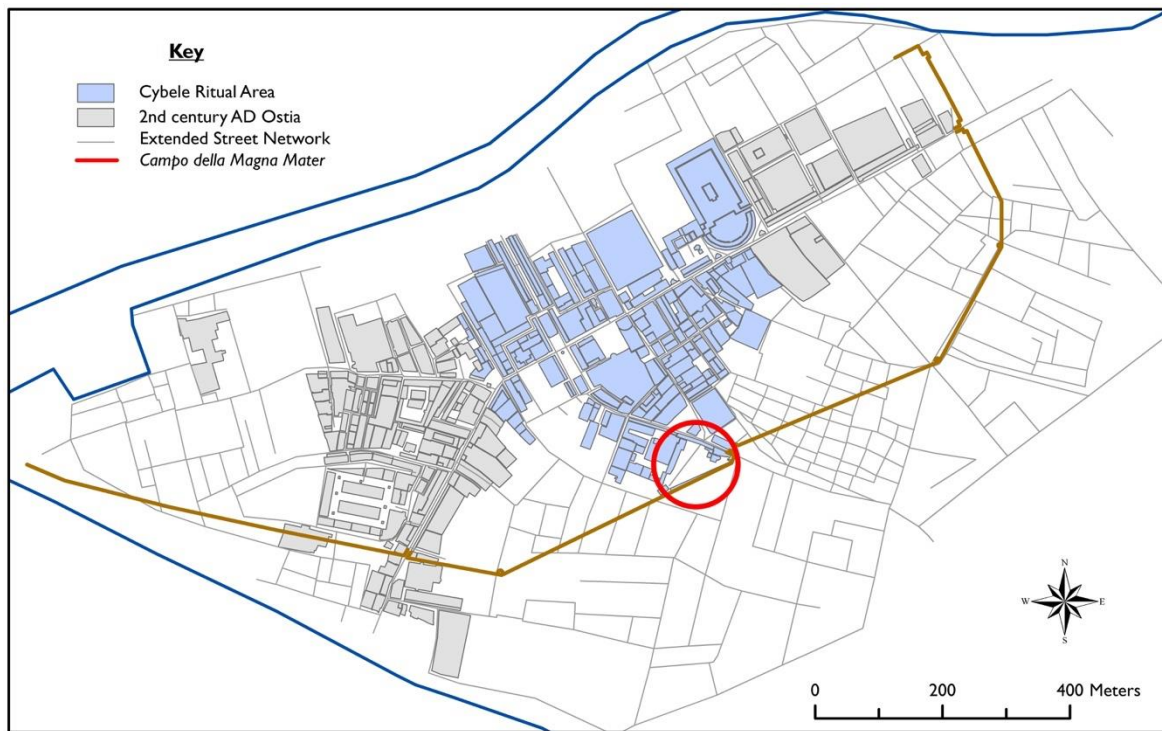 Key
Cybele Ritual Area
2nd century AD Ostia
Extended Street Network
Campo della Magna Mater
N
W E
S
0 200 400 Meters